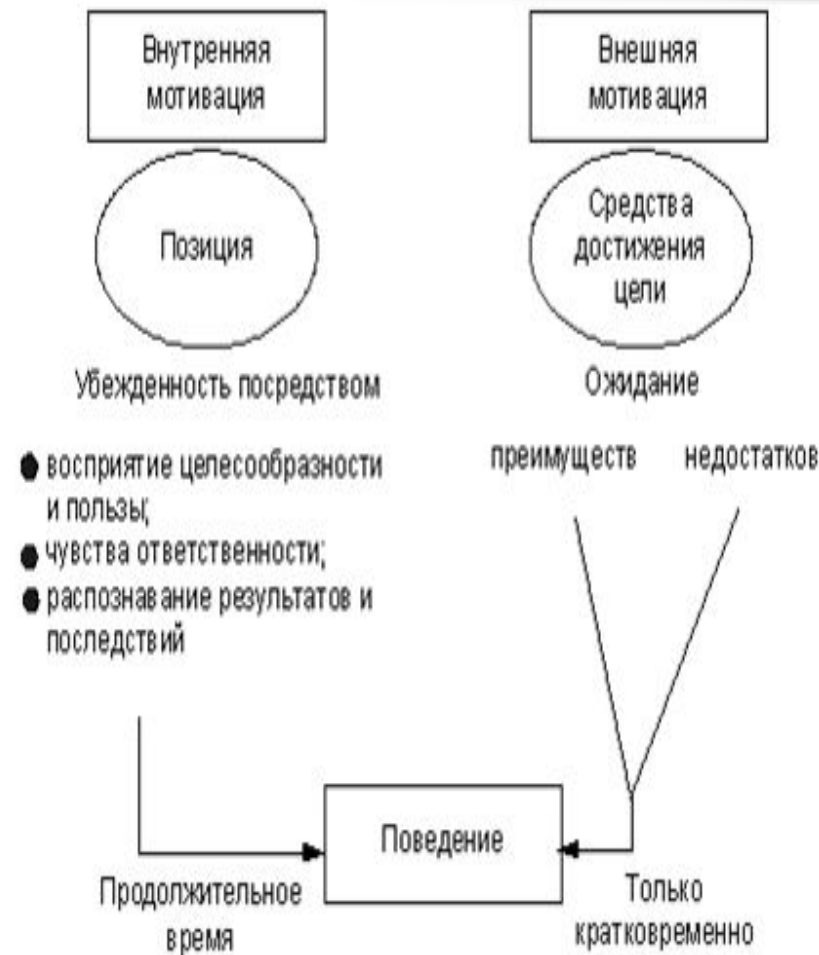 Внутренняя
мотивация
Позиция
Убежденность посредством
● восприятие целесообразности
и пользы;
● чувства ответственности;
● распознавание результатов и
последствий
Продолжительное
время
Внешняя
мотивация
Средства
достижения
цели
Ожидание
преимуществ недостатков
Только
кратковременно
Поведение